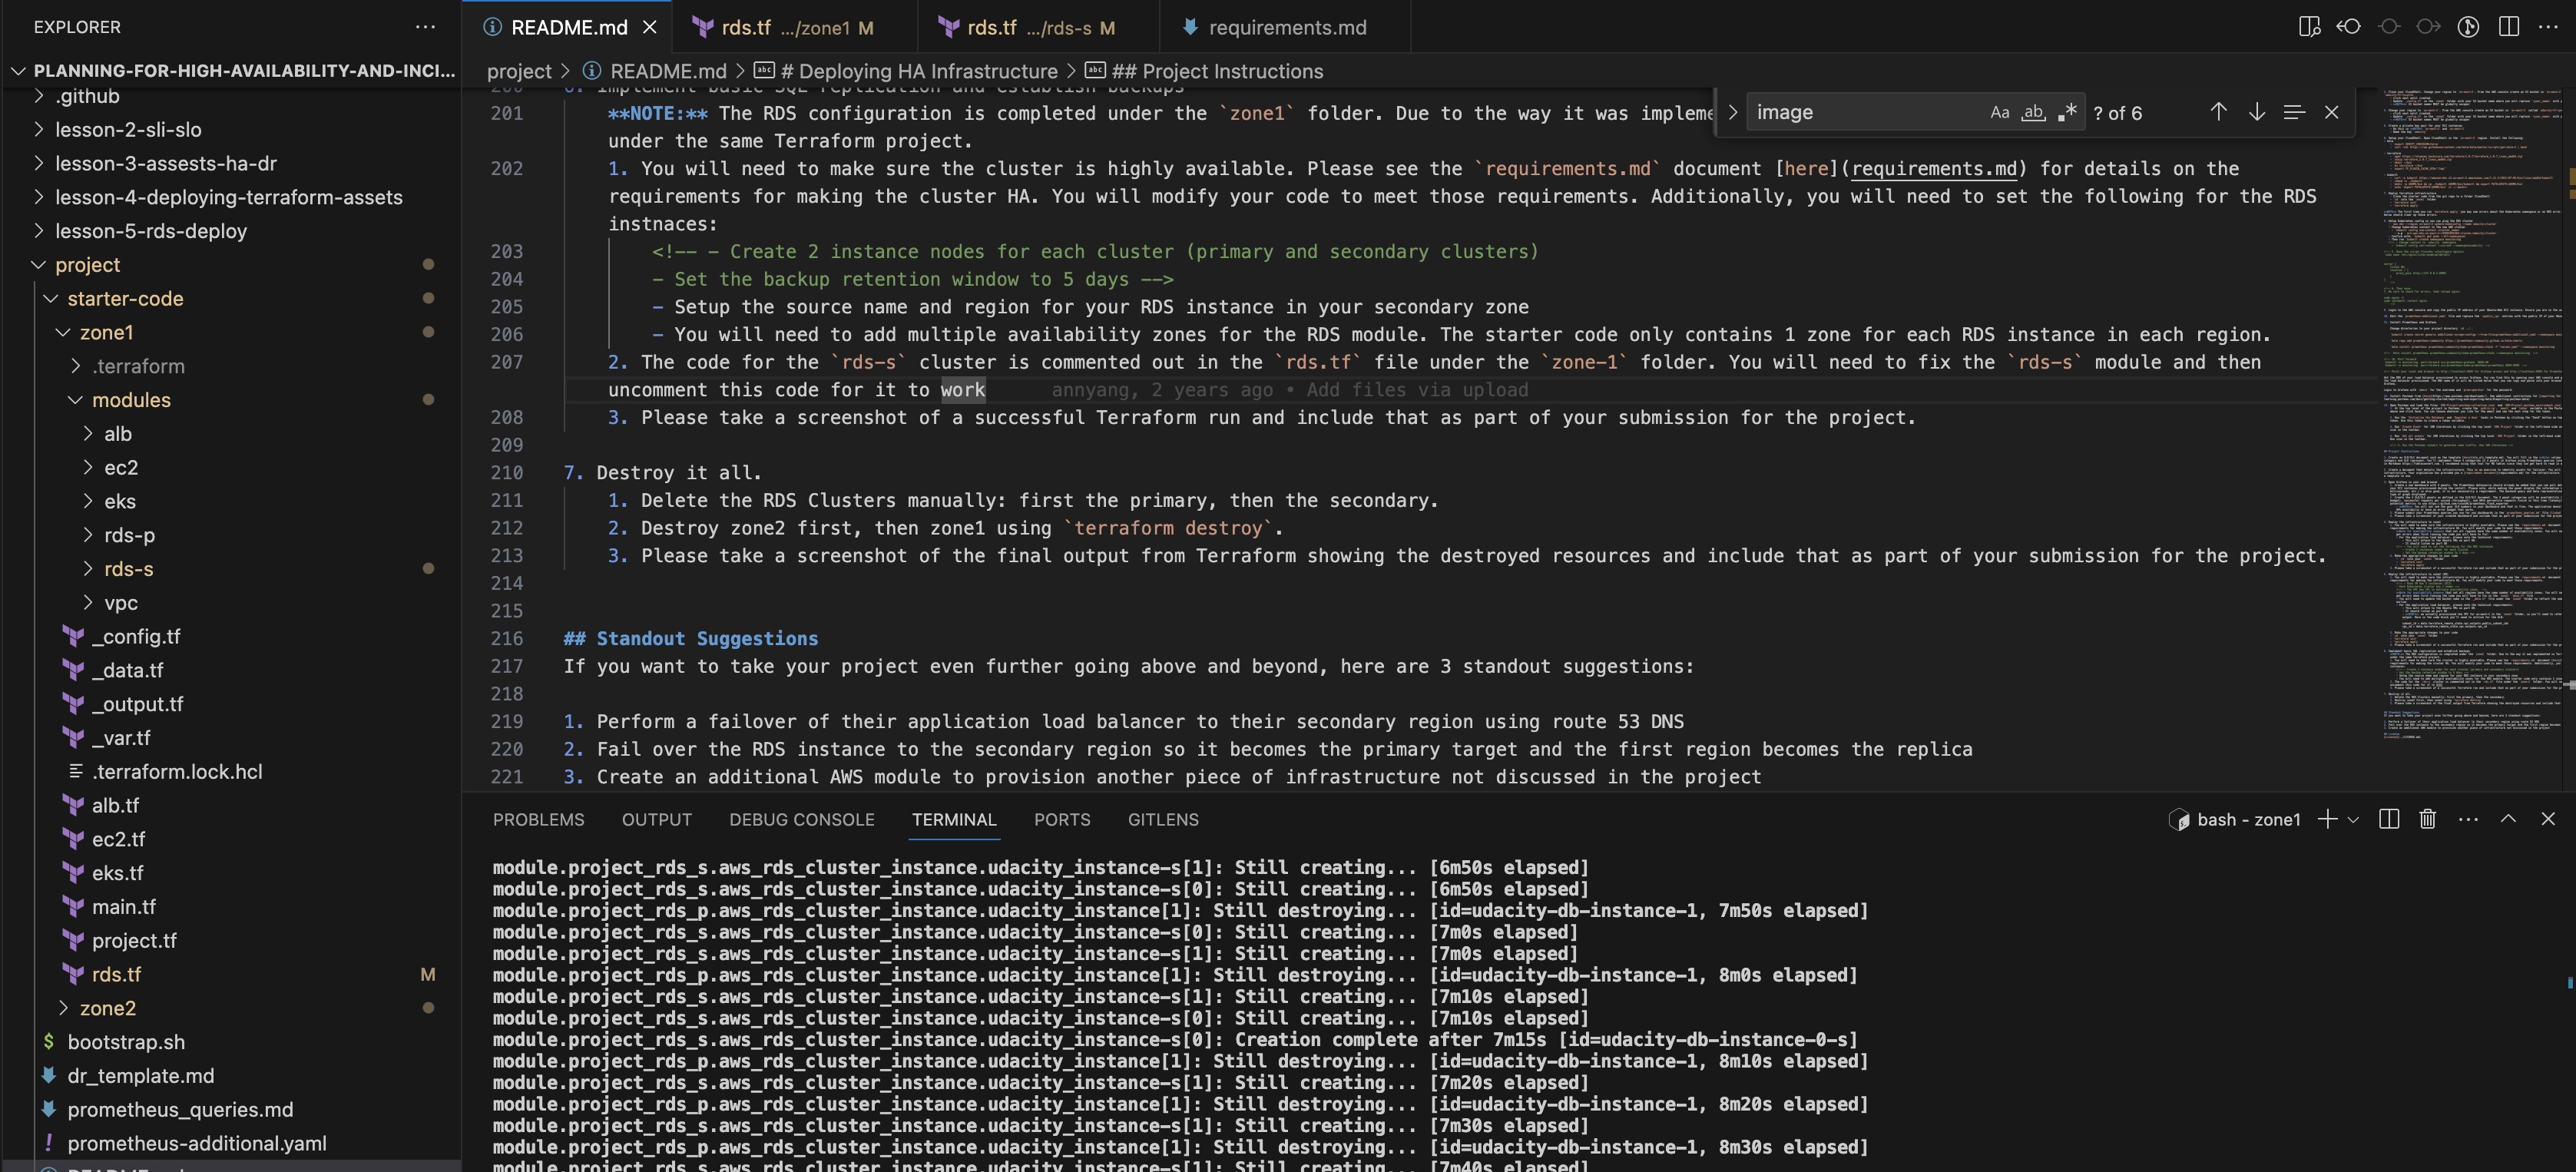 EXPLORER
PLANNING-FOR-HIGH-AVAILABILITY-AND-INCI...
.github
lesson-2-sli-slo
lesson-3-assests-ha-dr
lesson-4-deploying-terraform-assets
lesson-5-rds-deploy
project
starter-code
zone1
.terraform
modules
alb
ec2
eks
rds-p
rds-s
vpc
_config.tf
_data.tf
_output.tf
_var.tf
.terraform.lock.hcl
alb.tf
ec2.tf
eks.tf
main.tf
project.tf
rds.tf M
zone2
bootstrap.sh
dr_template.md
prometheus_queries.md
prometheus-additional.yaml
README.md rds.tf .../zone1 M rds.tf .../rds-s M requirements.md
project > README.md > # Deploying HA Infrastructure > ## Project Instructions
image Aa ab ? of 6
201 **NOTE:** The RDS configuration is completed under the `zone1` folder. Due to the way it was impleme
under the same Terraform project.
202 1. You will need to make sure the cluster is highly available. Please see the `requirements.md` document [here](requirements.md) for details on the
requirements for making the cluster HA. You will modify your code to meet those requirements. Additionally, you will need to set the following for the RDS
instnaces:
203 <!-- - Create 2 instance nodes for each cluster (primary and secondary clusters)
204 - Set the backup retention window to 5 days -->
205 - Setup the source name and region for your RDS instance in your secondary zone
206 - You will need to add multiple availability zones for the RDS module. The starter code only contains 1 zone for each RDS instance in each region.
207 2. The code for the `rds-s` cluster is commented out in the `rds.tf` file under the `zone-1` folder. You will need to fix the `rds-s` module and then
uncomment this code for it to work annyang, 2 years ago • Add files via upload
208 3. Please take a screenshot of a successful Terraform run and include that as part of your submission for the project.
209
210 7. Destroy it all.
211 1. Delete the RDS Clusters manually: first the primary, then the secondary.
212 2. Destroy zone2 first, then zone1 using `terraform destroy`.
213 3. Please take a screenshot of the final output from Terraform showing the destroyed resources and include that as part of your submission for the project.
214
215
216 ## Standout Suggestions
217 If you want to take your project even further going above and beyond, here are 3 standout suggestions:
218
219 1. Perform a failover of their application load balancer to their secondary region using route 53 DNS
220 2. Fail over the RDS instance to the secondary region so it becomes the primary target and the first region becomes the replica
221 3. Create an additional AWS module to provision another piece of infrastructure not discussed in the project
PROBLEMS OUTPUT DEBUG CONSOLE TERMINAL PORTS GITLENS bash - zone1
module.project_rds_s.aws_rds_cluster_instance.udacity_instance-s[1]: Still creating... [6m50s elapsed]
module.project_rds_s.aws_rds_cluster_instance.udacity_instance-s[0]: Still creating... [6m50s elapsed]
module.project_rds_p.aws_rds_cluster_instance.udacity_instance[1]: Still destroying... [id=udacity-db-instance-1, 7m50s elapsed]
module.project_rds_s.aws_rds_cluster_instance.udacity_instance-s[0]: Still creating... [7m0s elapsed]
module.project_rds_s.aws_rds_cluster_instance.udacity_instance-s[1]: Still creating... [7m0s elapsed]
module.project_rds_p.aws_rds_cluster_instance.udacity_instance[1]: Still destroying... [id=udacity-db-instance-1, 8m0s elapsed]
module.project_rds_s.aws_rds_cluster_instance.udacity_instance-s[1]: Still creating... [7m10s elapsed]
module.project_rds_s.aws_rds_cluster_instance.udacity_instance-s[0]: Still creating... [7m10s elapsed]
module.project_rds_s.aws_rds_cluster_instance.udacity_instance-s[0]: Creation complete after 7m15s [id=udacity-db-instance-0-s]
module.project_rds_p.aws_rds_cluster_instance.udacity_instance[1]: Still destroying... [id=udacity-db-instance-1, 8m10s elapsed]
module.project_rds_s.aws_rds_cluster_instance.udacity_instance-s[1]: Still creating... [7m20s elapsed]
module.project_rds_p.aws_rds_cluster_instance.udacity_instance[1]: Still destroying... [id=udacity-db-instance-1, 8m20s elapsed]
module.project_rds_s.aws_rds_cluster_instance.udacity_instance-s[1]: Still creating... [7m30s elapsed]
module.project_rds_p.aws_rds_cluster_instance.udacity_instance[1]: Still destroying... [id=udacity-db-instance-1, 8m30s elapsed]
module.project_rds_s.aws_rds_cluster_instance.udacity_instance-s[1]: Still creating... [7m40s elapsed]